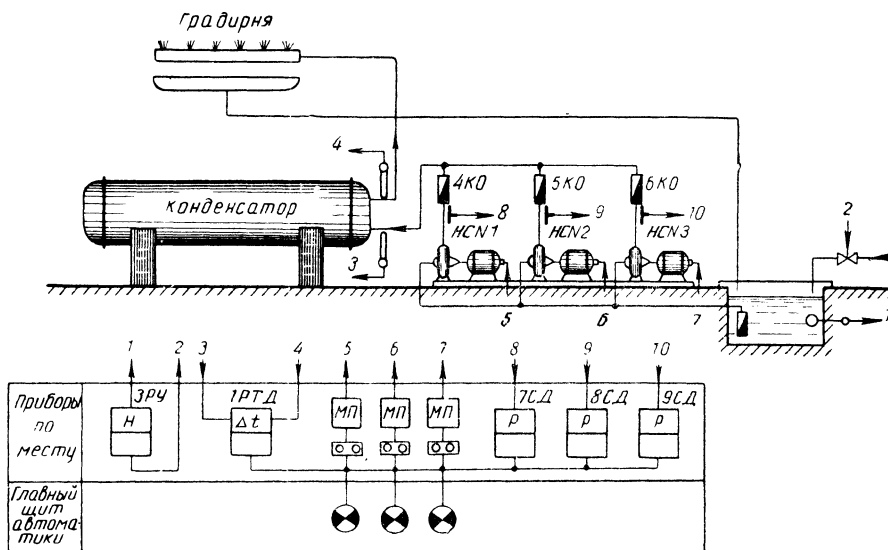 градирня
4
конденсатор
3
4КО
5КО
6КО
8
9
10
НСN1
НСN2
НСN3
2
5
6
7
1
1 2 3 4 5 6 7 8 9 10
3РУ
1РТД
7СД
8СД
9СД
Приборы
по
месту
Н
Δt
МП
МП
МП
Р
Р
Р
Главный
щит
автома-
тики